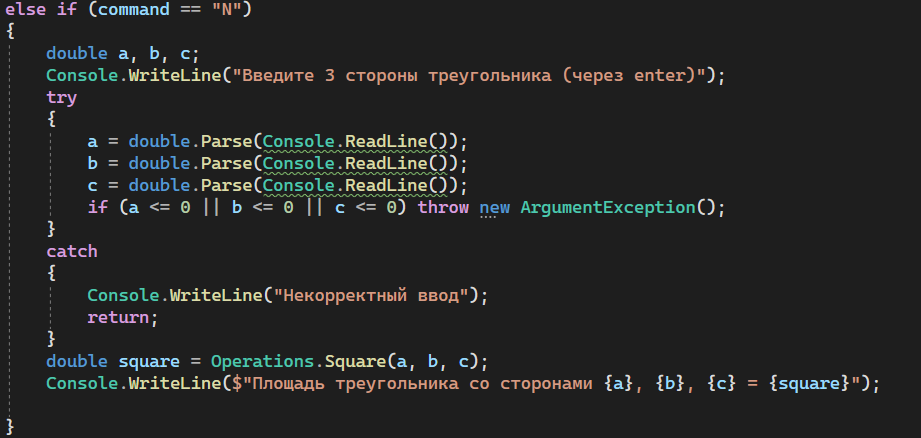 else if (command == "N")
{
    double a, b, c;
    Console.WriteLine("Введите 3 стороны треугольника (через enter)");
    try
    {
        a = double.Parse(Console.ReadLine());
        b = double.Parse(Console.ReadLine());
        c = double.Parse(Console.ReadLine());
        if (a <= 0 || b <= 0 || c <= 0) throw new ArgumentException();
    }
    catch
    {
        Console.WriteLine("Некорректный ввод");
        return;
    }
    double square = Operations.Square(a, b, c);
    Console.WriteLine($"Площадь треугольника со сторонами {a}, {b}, {c} = {square}");
}